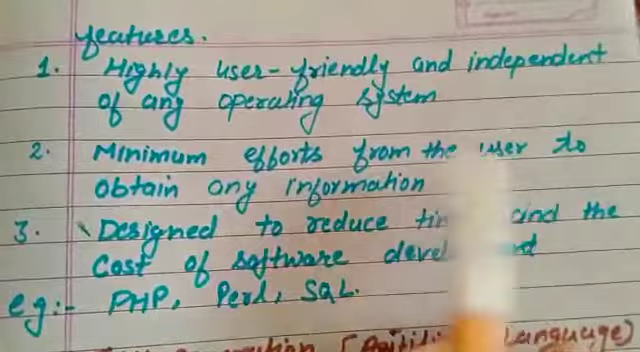 features.
1. Highly user-friendly and independent
of any operating system
2. Minimum efforts from the user to
obtain any information
3. Designed to reduce and the
Cost of software
eg:- PHP, Perl, SQL.
Language)